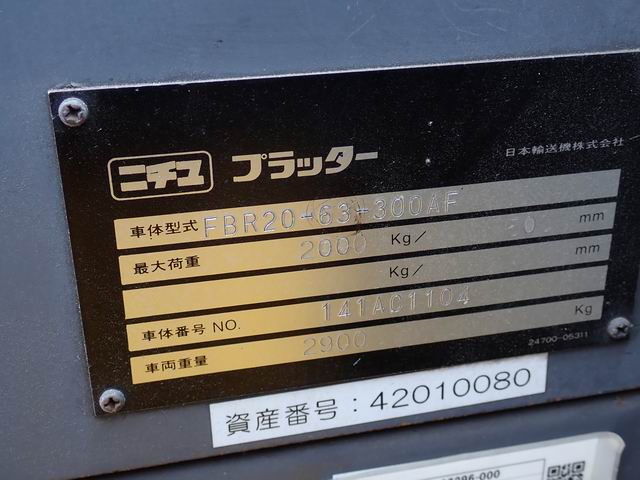 ニチユ プラッター 日本輸送機株式会社
車体型式 FBR20-63-300AF
最大荷重 2000 Kg/ mm
Kg/
車体番号 NO. 141AC1104
車両重量 2900 Kg
24700-05311
資産番号：42010080